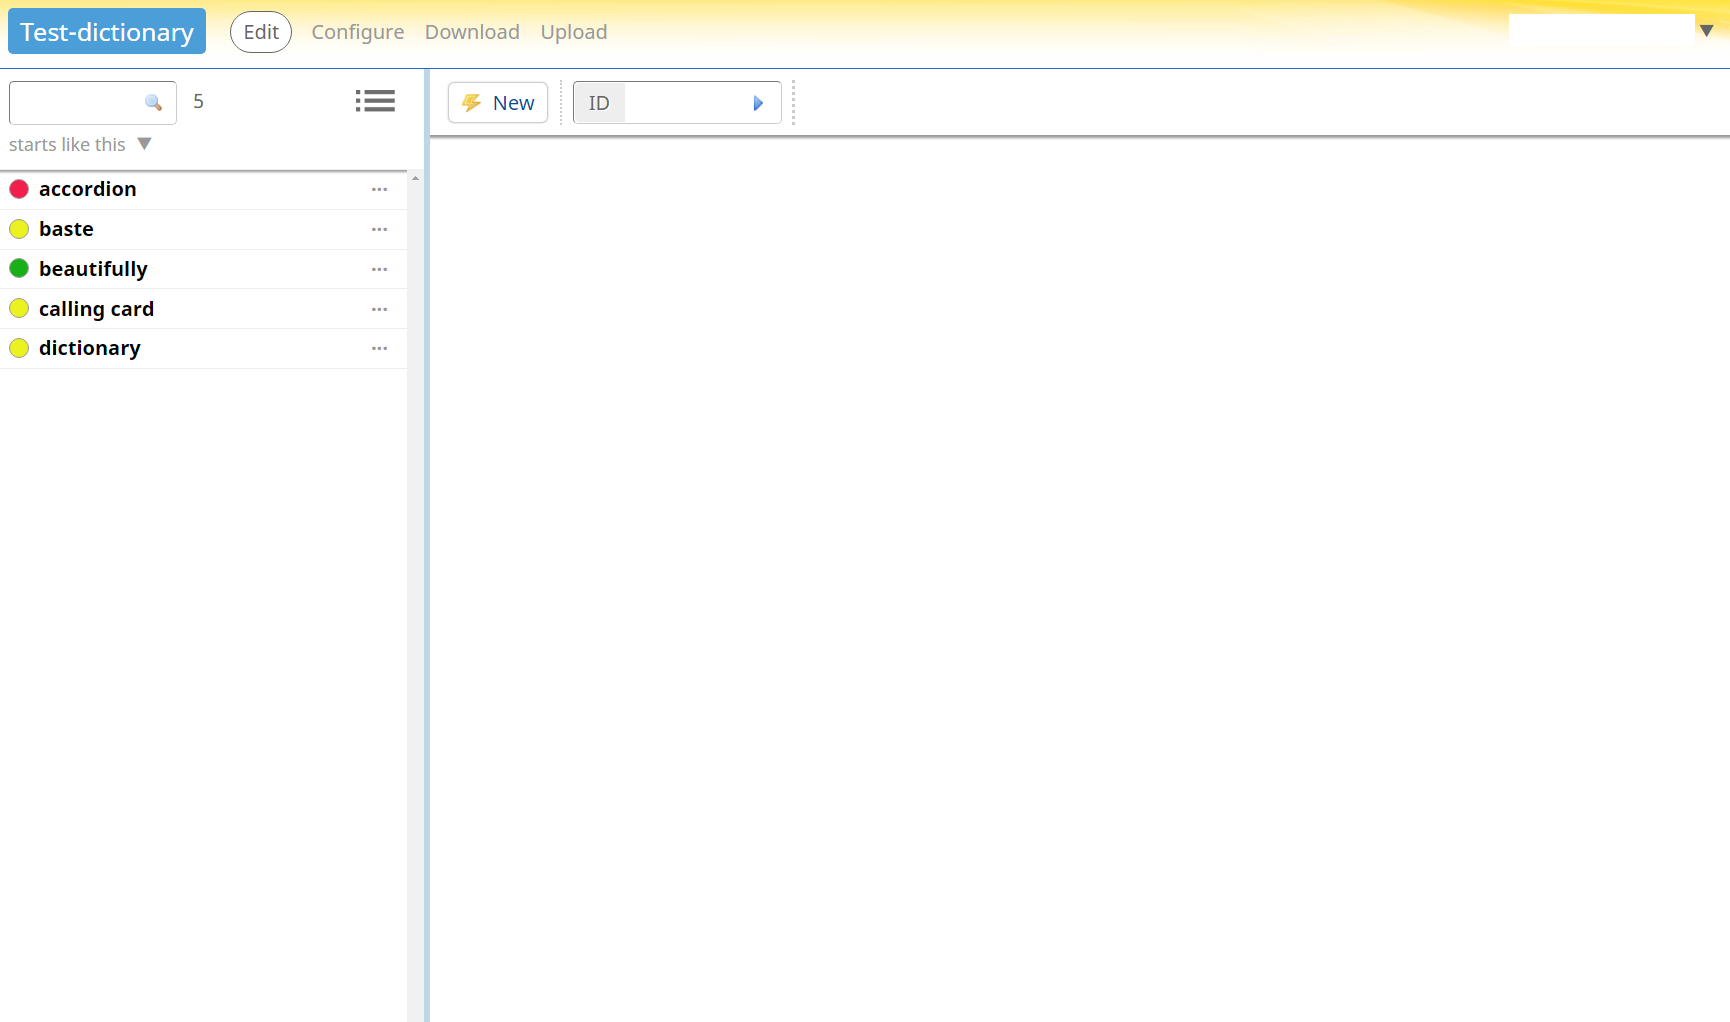 Test-dictionary Edit Configure Download Upload
5
starts like this
New ID
accordion
baste
beautifully
calling card
dictionary